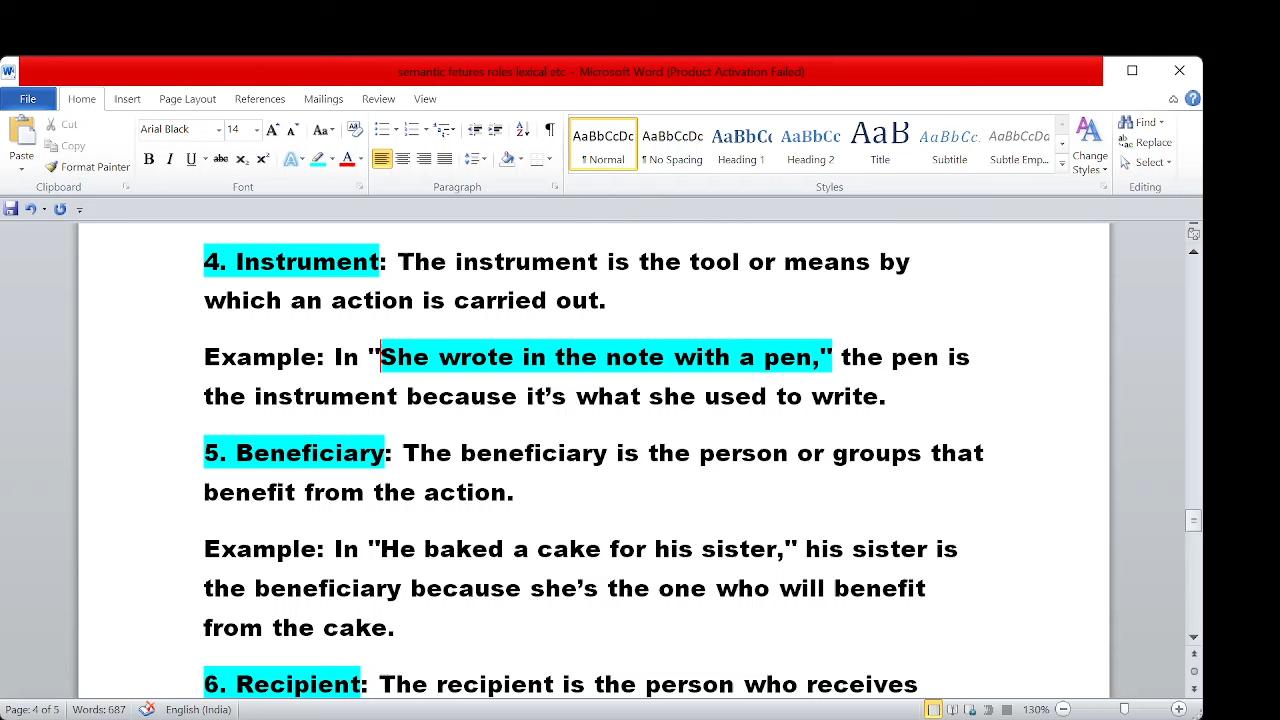 semantic fetures roles lexical etc - Microsoft Word (Product Activation Failed)
File Home Insert Page Layout References Mailings Review View
Paste
Cut
Copy
Format Painter
Clipboard
Arial Black 14
Font
Paragraph
AaBbCcDc AaBbCcDc AaBbCc AaBbCc AaB AaBbCc. AaBbCcDc
¶ Normal ¶ No Spacing Heading 1 Heading 2 Title Subtitle Subtle Emp...
Styles
Change Styles
Find
Replace
Select
Editing
4. Instrument: The instrument is the tool or means by
which an action is carried out.
Example: In "She wrote in the note with a pen," the pen is
the instrument because it’s what she used to write.
5. Beneficiary: The beneficiary is the person or groups that
benefit from the action.
Example: In "He baked a cake for his sister," his sister is
the beneficiary because she’s the one who will benefit
from the cake.
6. Recipient: The recipient is the person who receives
Page: 4 of 5 Words: 687 English (India) 130%